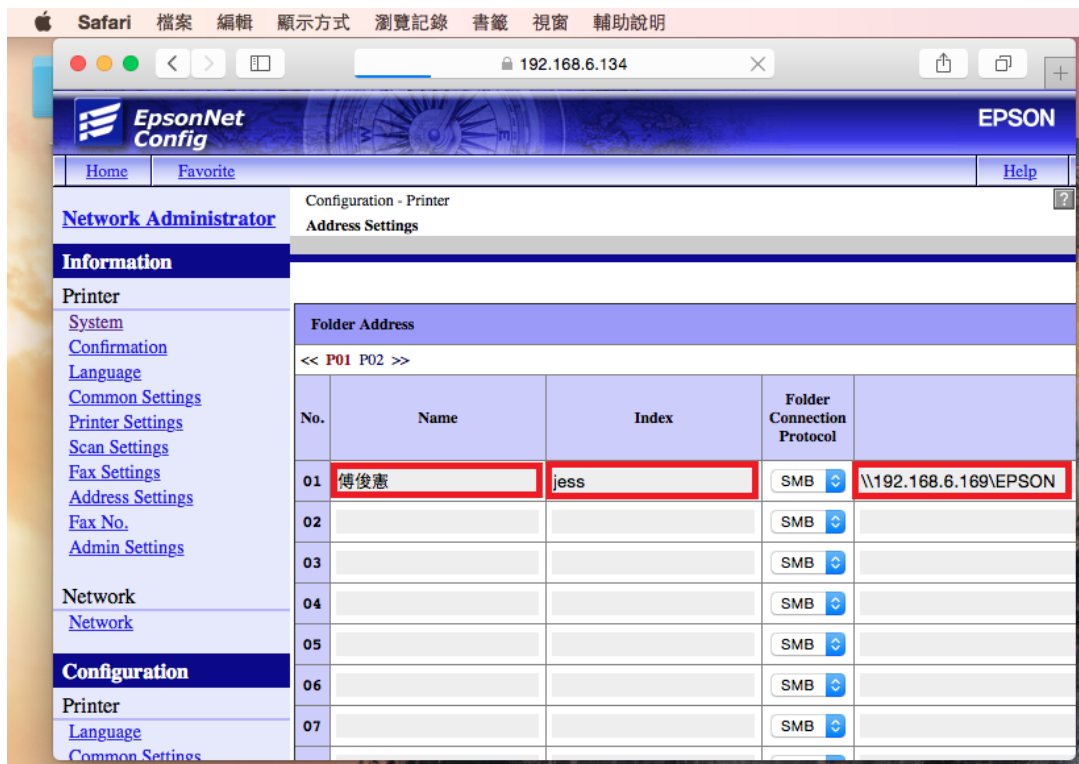 Safari 檔案 編輯 顯示方式 瀏覽記錄 書籤 視窗 輔助說明
192.168.6.134
EpsonNet
Config
EPSON
Home Favorite Help
Network Administrator
Configuration - Printer
Address Settings
?
Information
Printer
System
Confirmation
Language
Common Settings
Printer Settings
Scan Settings
Fax Settings
Address Settings
Fax No.
Admin Settings
Network
Network
Configuration
Printer
Language
Common Settings
Folder Address
<< P01 P02 >>
No. Name Index Folder Connection Protocol
01 傅俊憲 jess SMB \\192.168.6.169\EPSON
02 SMB
03 SMB
04 SMB
05 SMB
06 SMB
07 SMB